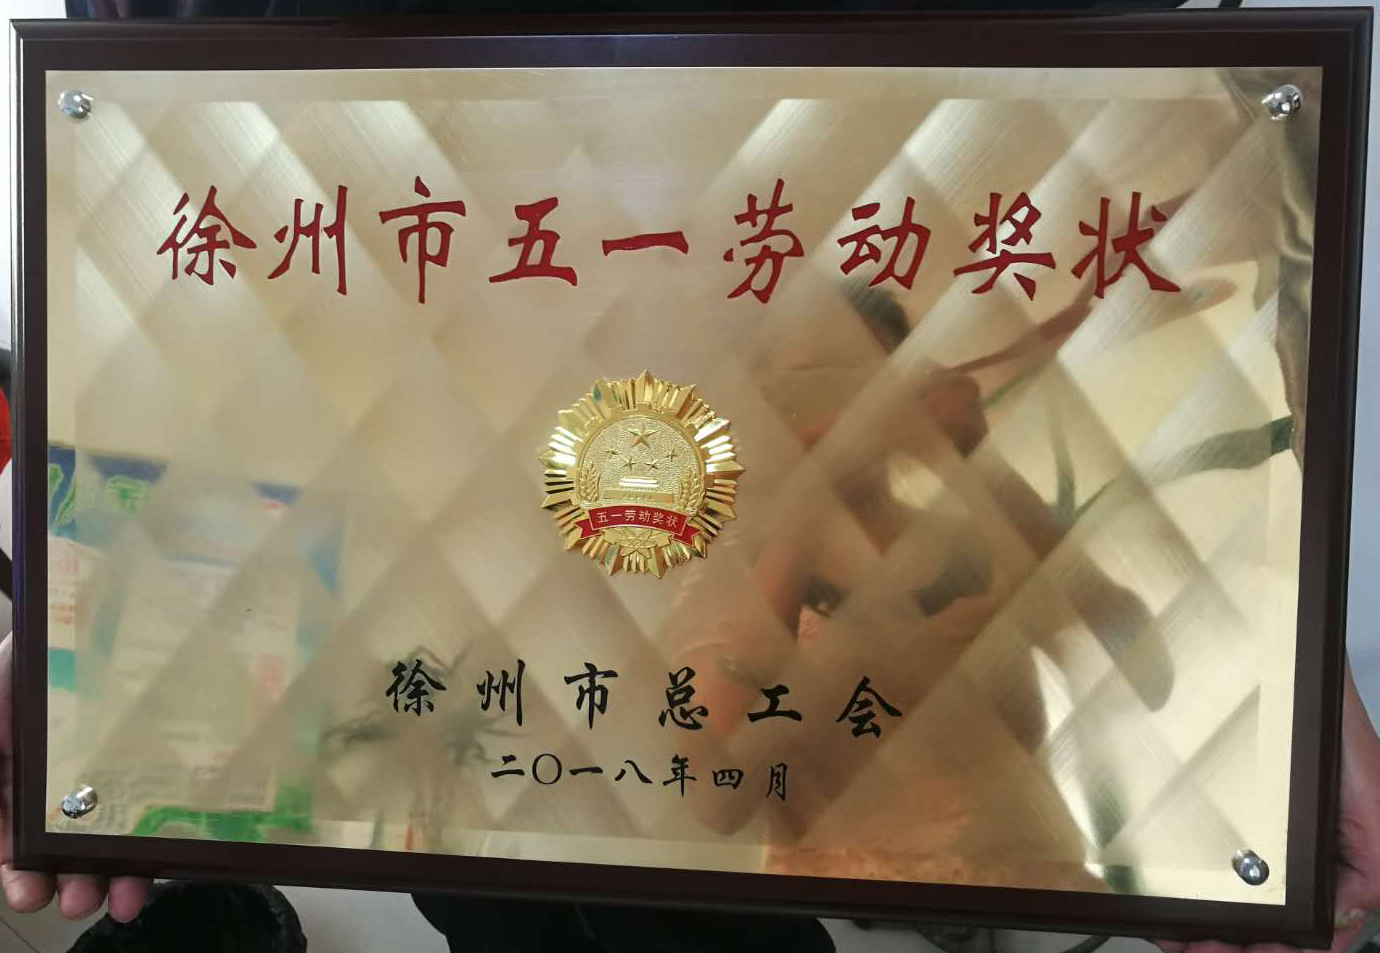 徐州市五一劳动奖状
五一劳动奖状
徐州市总工会
二〇一八年四月